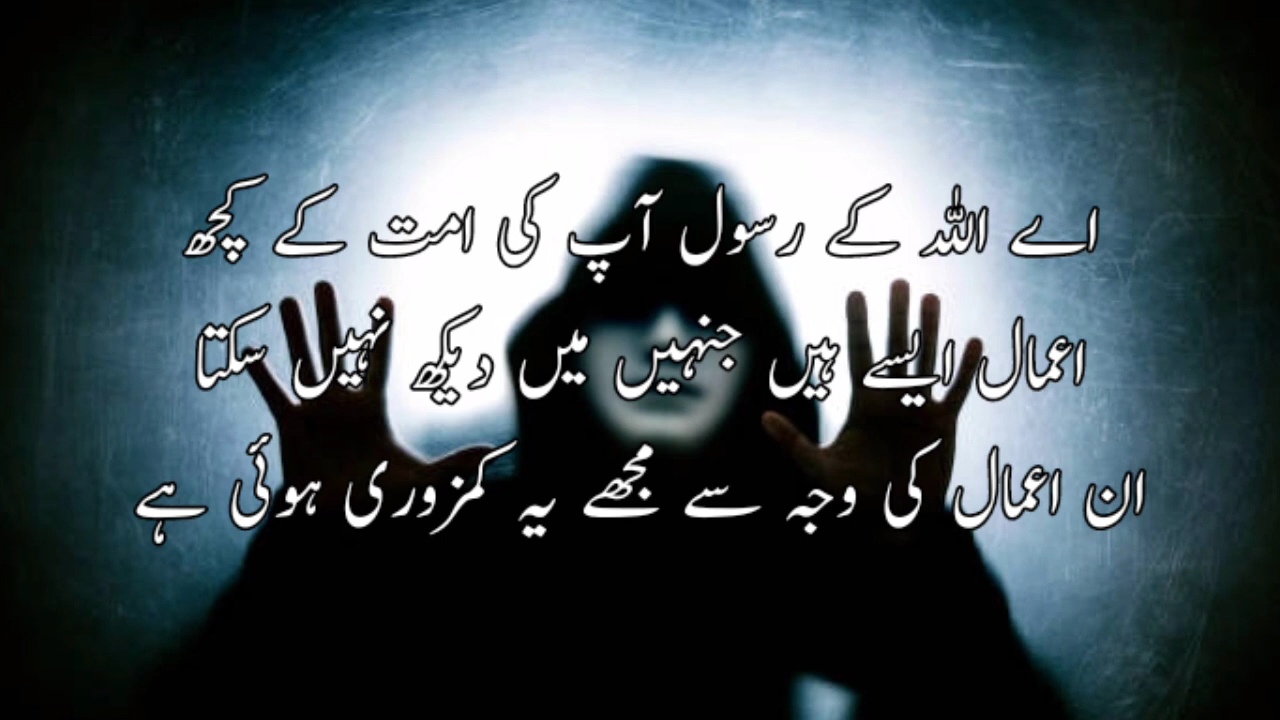 اے اللہ کے رسول آپ کی امت کے کچھ
اعمال ایسے ہیں جنہیں میں دیکھ نہیں سکتا
ان اعمال کی وجہ سے مجھے یہ کمزوری ہوئی ہے